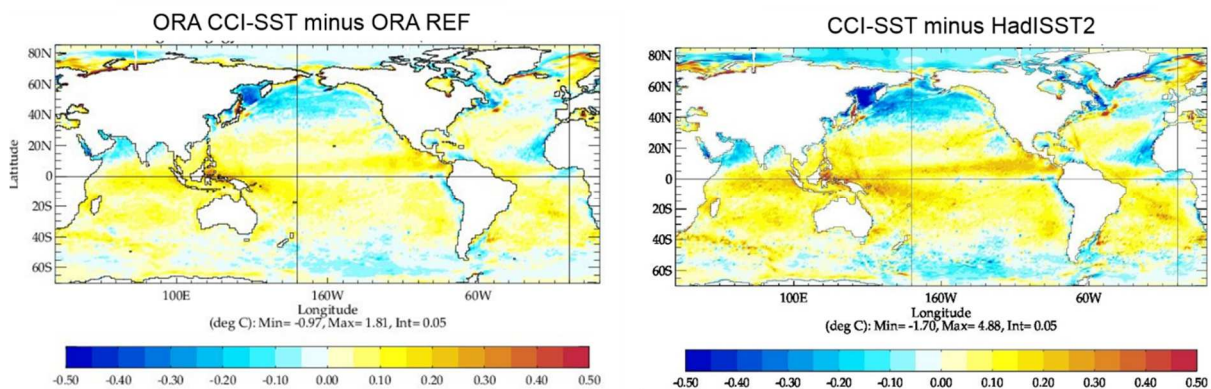 ORA CCI-SST minus ORA REF
80N
60N
40N
20N
0
20S
40S
60S
Latitude
100E
160W
60W
Longitude
(deg C): Min= -0.97, Max= 1.81, Int= 0.05
-0.50
-0.40
-0.30
-0.20
-0.10
0.00
0.10
0.20
0.30
0.40
0.50
CCI-SST minus HadISST2
80N
60N
40N
20N
0
20S
40S
60S
100E
160W
60W
Longitude
(deg C): Min= -1.70, Max= 4.88, Int= 0.05
-0.50
-0.40
-0.30
-0.20
-0.10
0.00
0.10
0.20
0.30
0.40
0.50